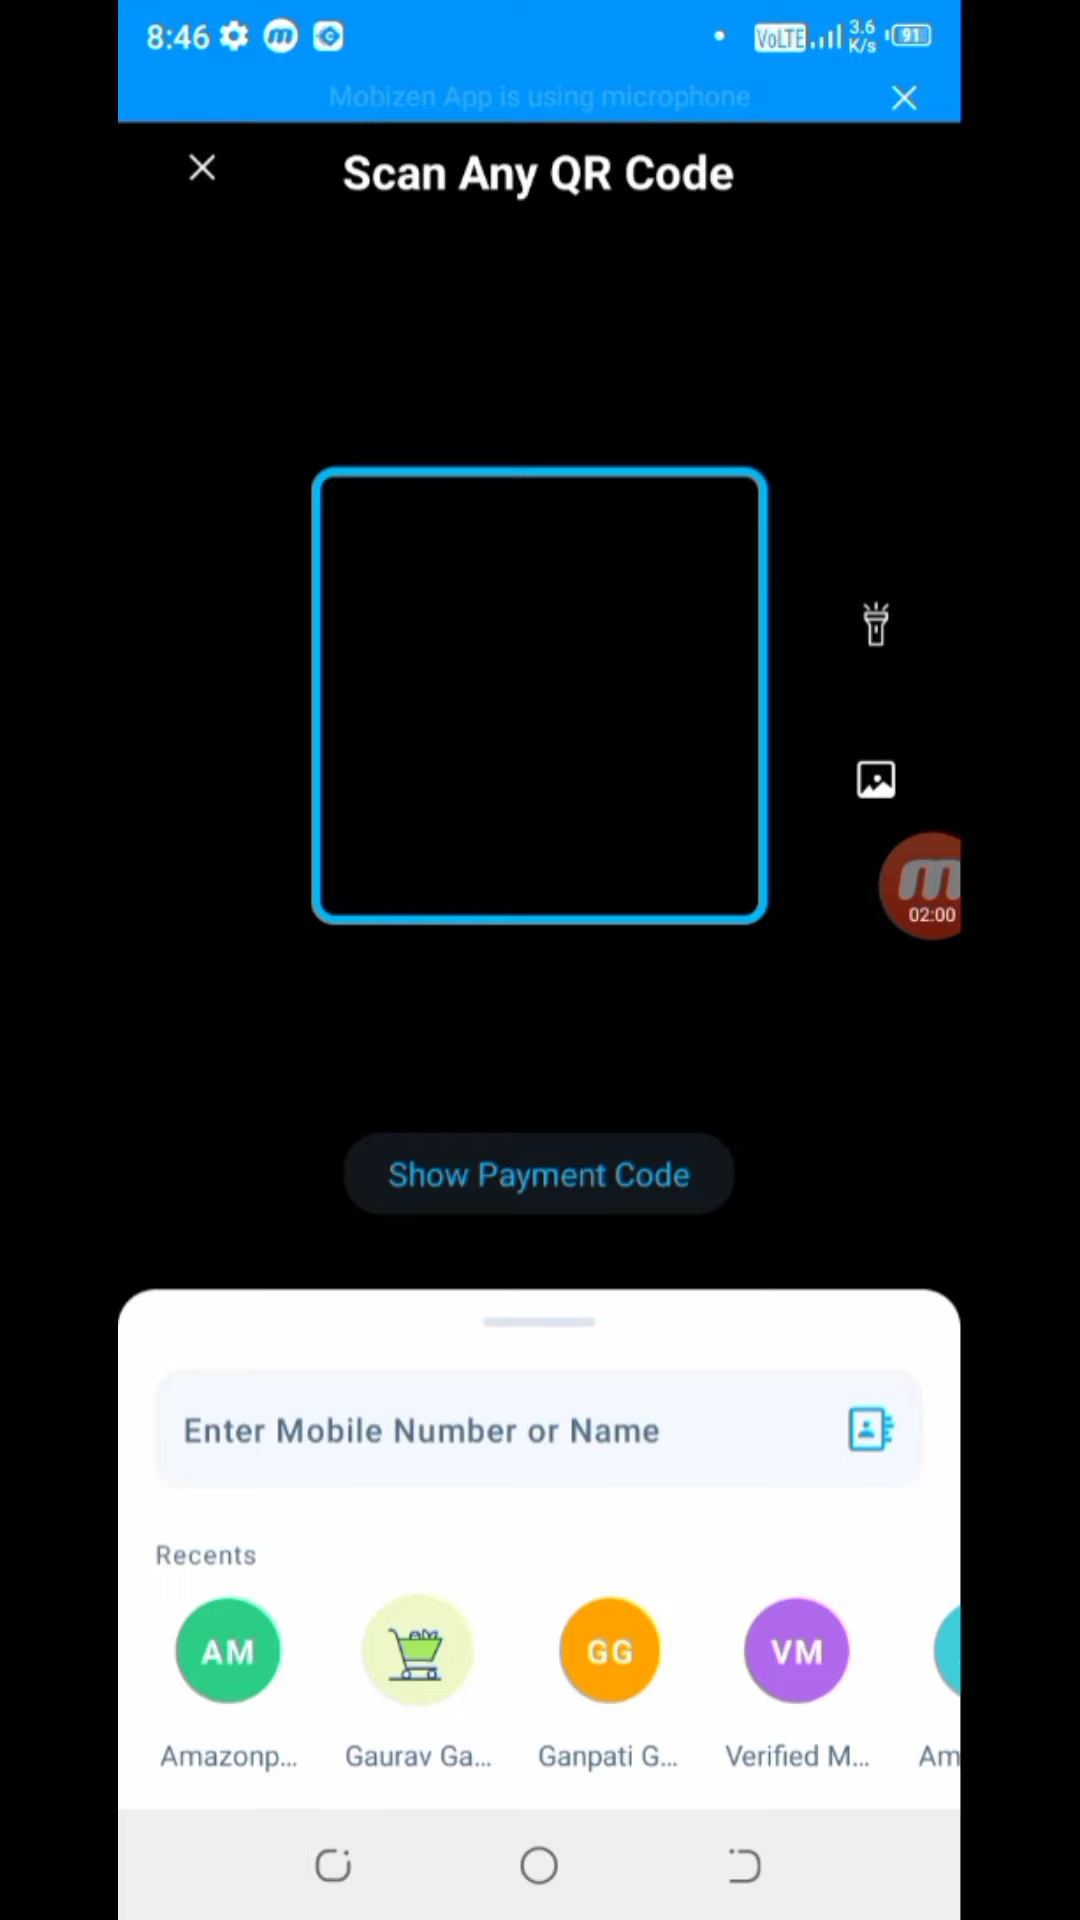 8:46
VoLTE 3.6 K/s 91
Mobizen App is using microphone
Scan Any QR Code
m
02:00
Show Payment Code
Enter Mobile Number or Name
Recents
AM GG VM
Amazonp... Gaurav Ga... Ganpati G... Verified M... Am